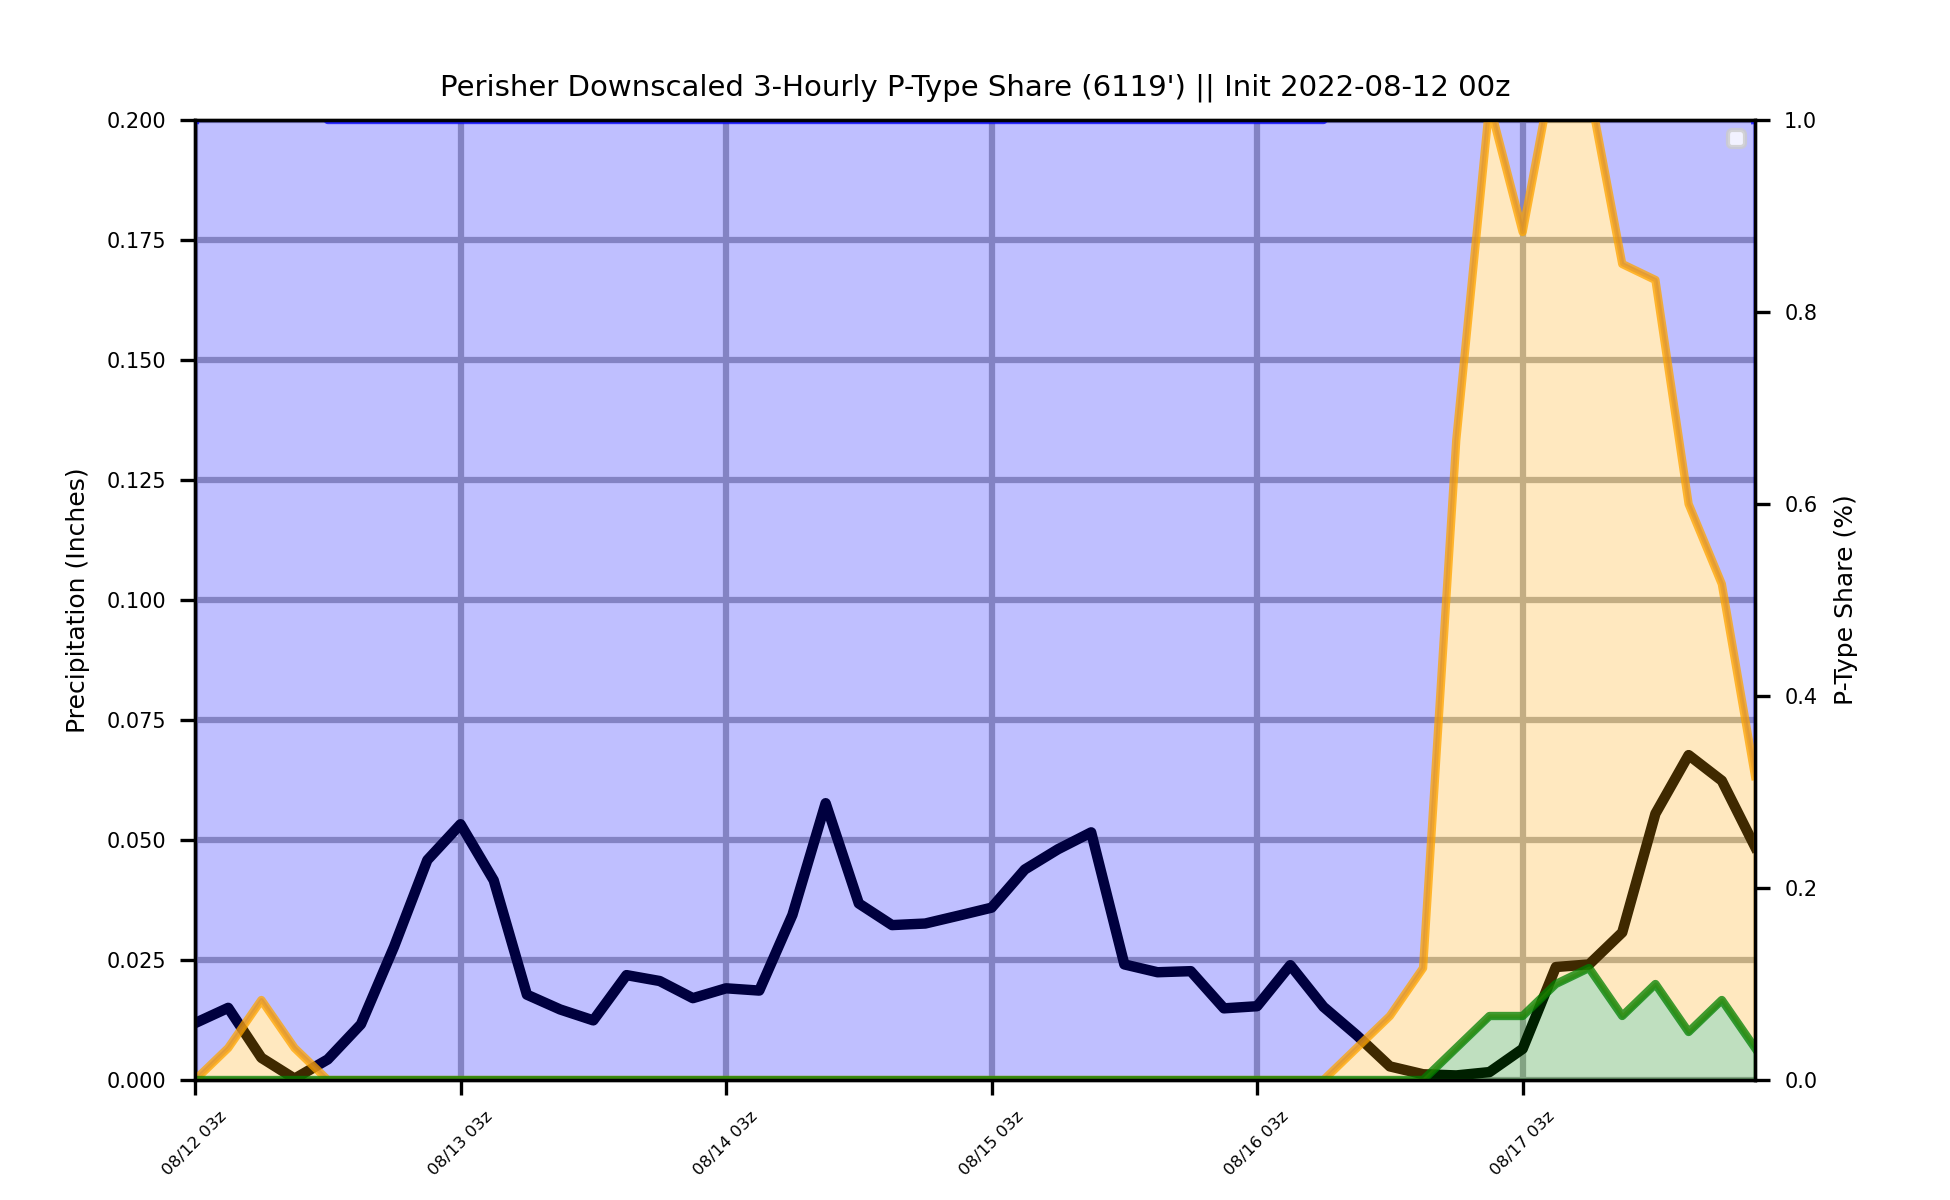 Perisher Downscaled 3-Hourly P-Type Share (6119') || Init 2022-08-12 00z
Precipitation (Inches)
0.200
0.175
0.150
0.125
0.100
0.075
0.050
0.025
0.000
1.0
0.8
0.6
0.4
0.2
0.0
P-Type Share (%)
08/12 03z
08/13 03z
08/14 03z
08/15 03z
08/16 03z
08/17 03z